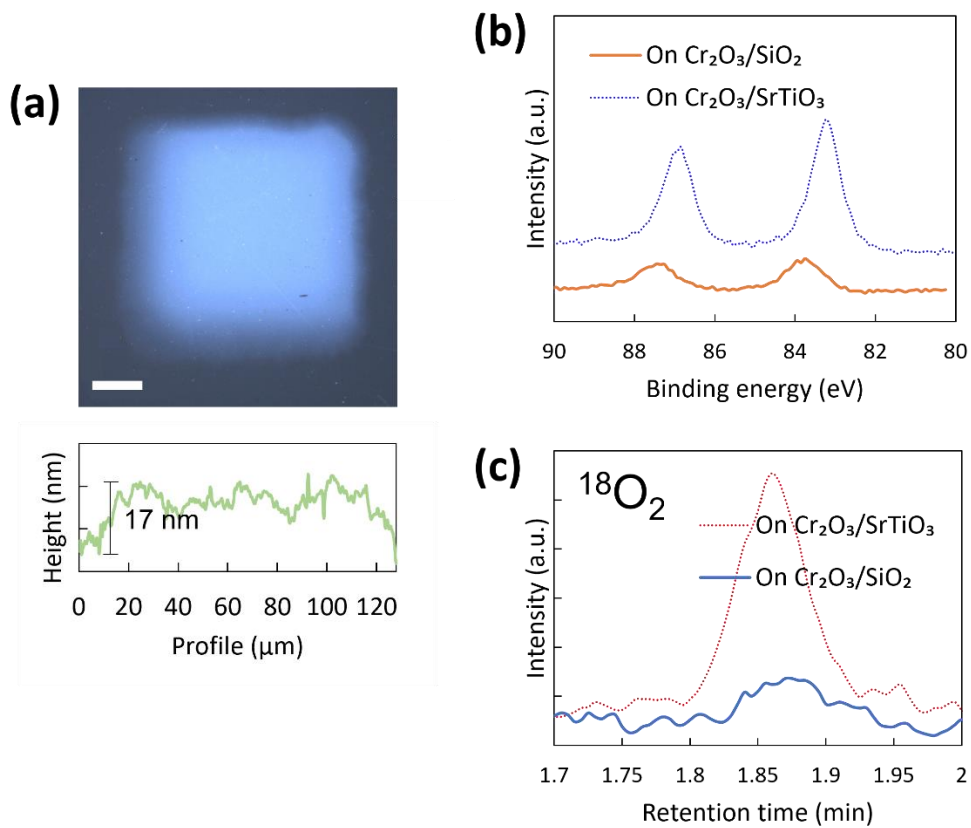 (a)
Height (nm)
17 nm
0 20 40 60 80 100 120
Profile (µm)
(b)
On Cr₂O₃/SiO₂
On Cr₂O₃/SrTiO₃
Intensity (a.u.)
90 88 86 84 82 80
Binding energy (eV)
(c)
¹⁸O₂
On Cr₂O₃/SrTiO₃
On Cr₂O₃/SiO₂
Intensity (a.u.)
1.7 1.75 1.8 1.85 1.9 1.95 2
Retention time (min)